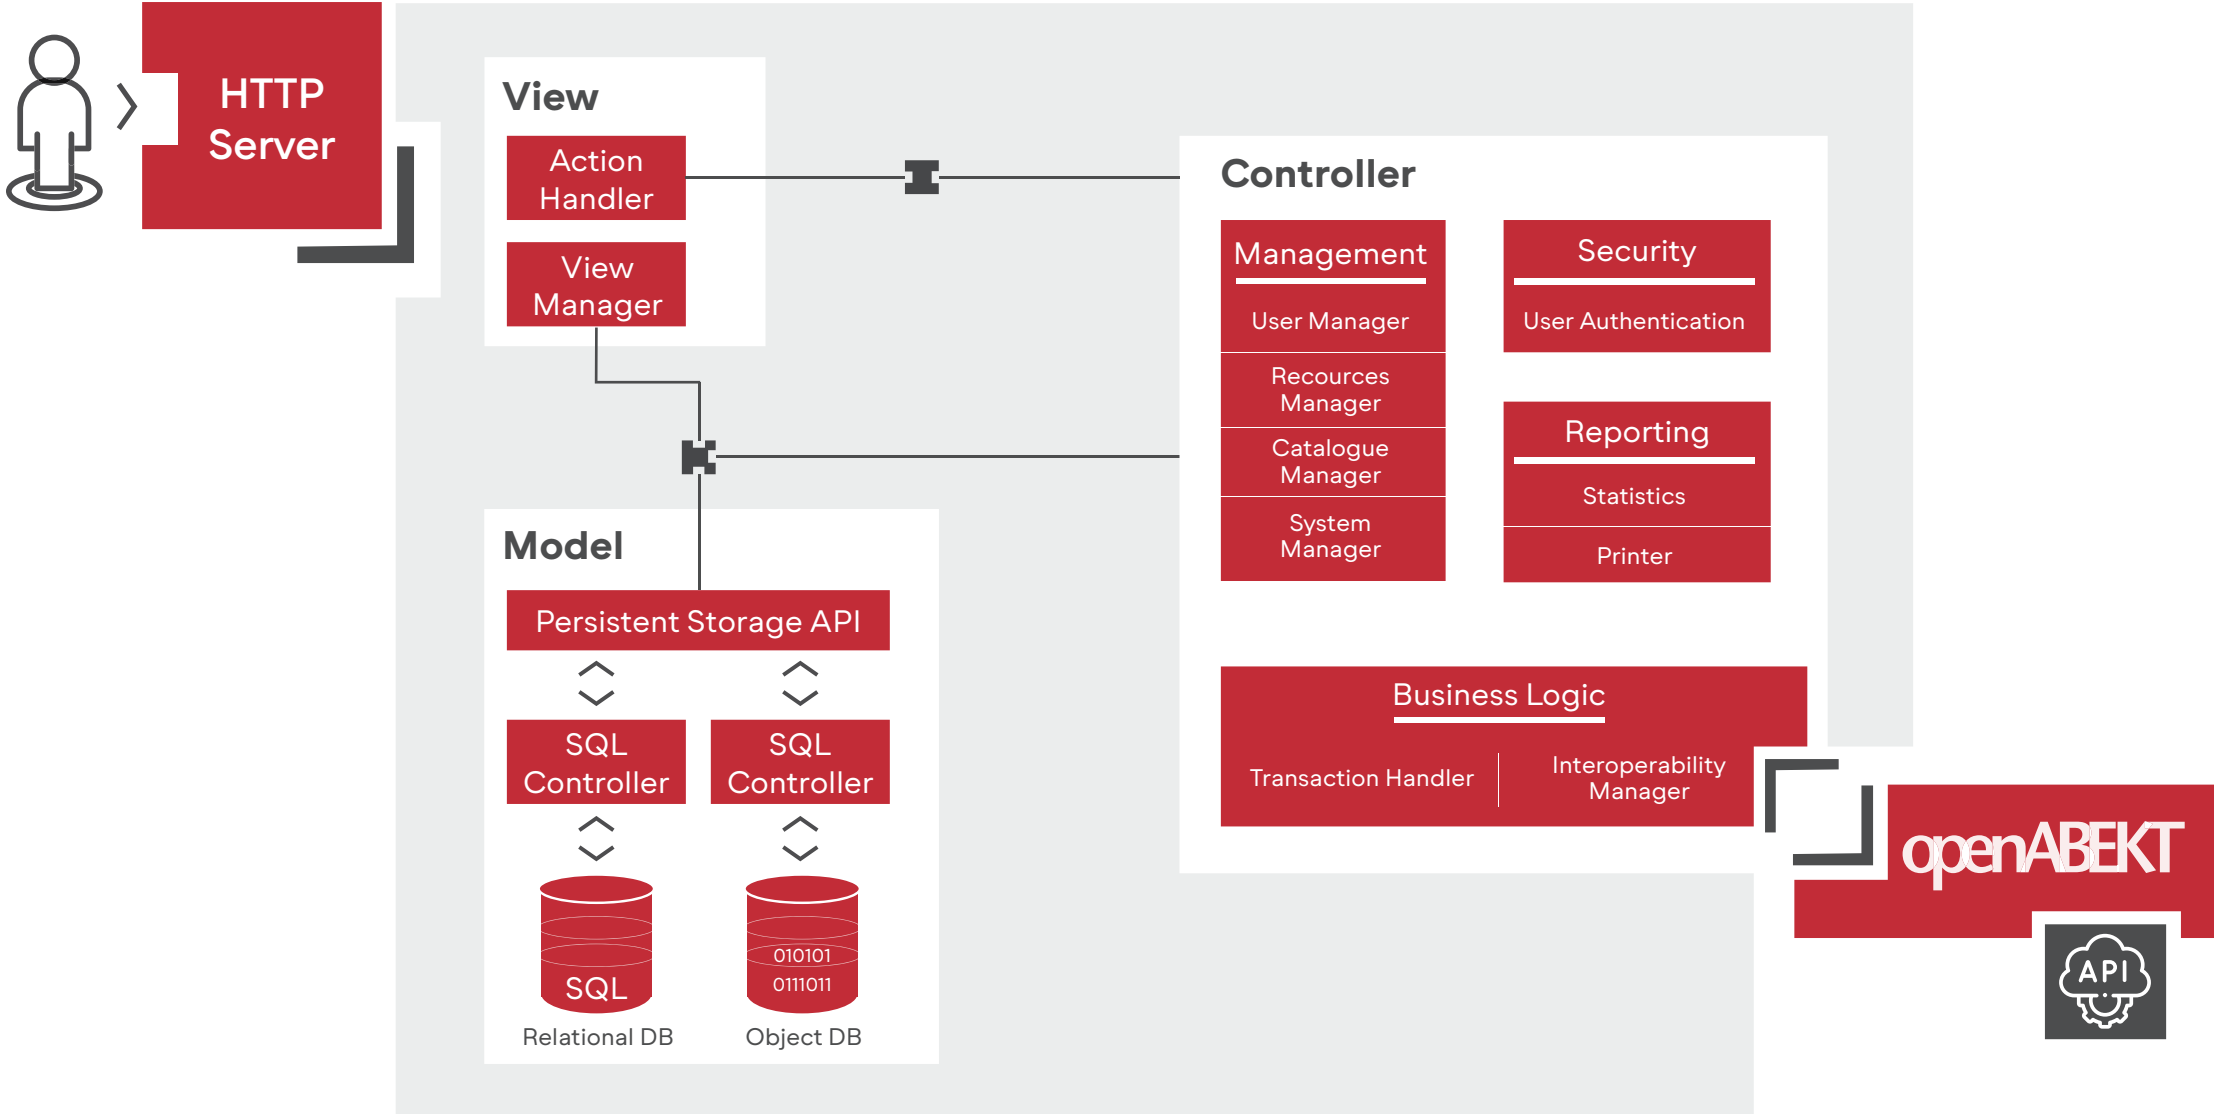 HTTP
Server
View
Action
Handler
View
Manager
Controller
Management
User Manager
Recources
Manager
Catalogue
Manager
System
Manager
Security
User Authentication
Reporting
Statistics
Printer
Business Logic
Transaction Handler
Interoperability
Manager
Model
Persistent Storage API
SQL
Controller
SQL
Controller
SQL
Relational DB
010101
0111011
Object DB
openABEKT
API